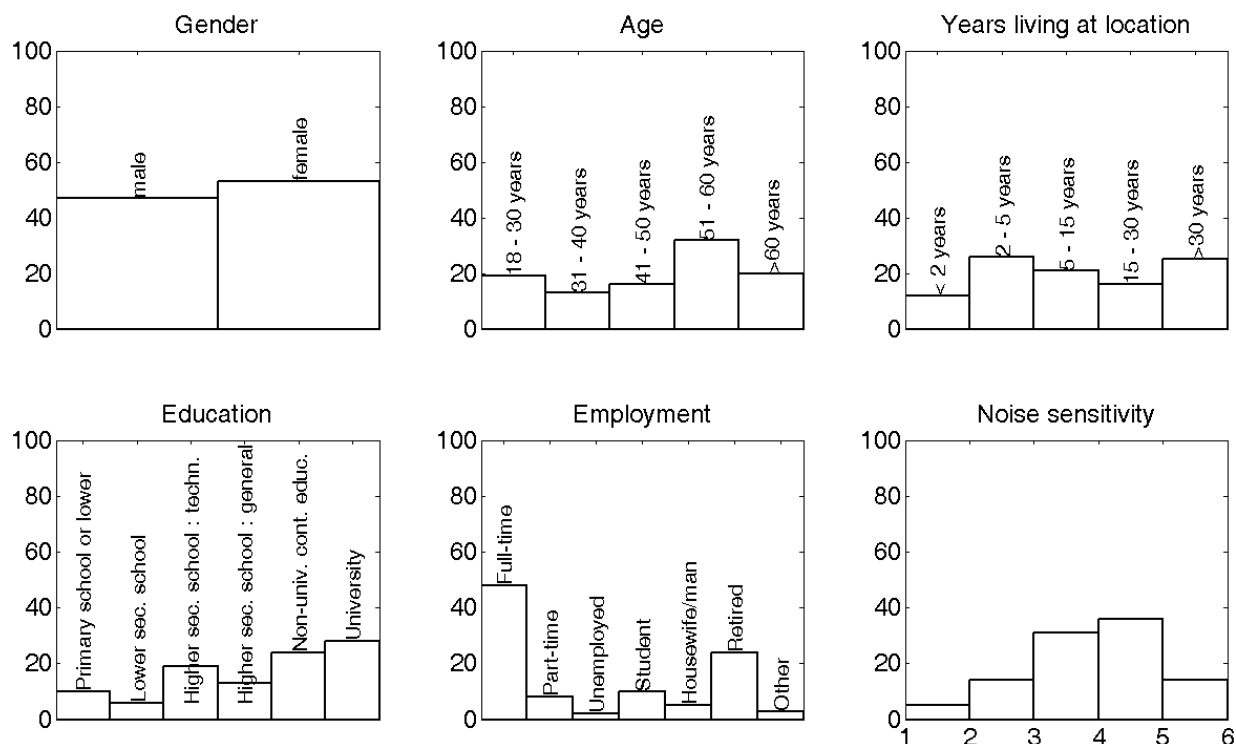 Gender
100
80
60
40
20
0
male
female
Age
100
80
60
40
20
0
18 - 30 years
31 - 40 years
41 - 50 years
51 - 60 years
>60 years
Years living at location
100
80
60
40
20
0
< 2 years
2 - 5 years
5 - 15 years
15 - 30 years
>30 years
Education
100
80
60
40
20
0
Primary school or lower
Lower sec. school
Higher sec. school : techn.
Higher sec. school : general
Non-univ. cont. educ.
University
Employment
100
80
60
40
20
0
Full-time
Part-time
Unemployed
Student
Housewife/man
Retired
Other
Noise sensitivity
100
80
60
40
20
0
1 2 3 4 5 6